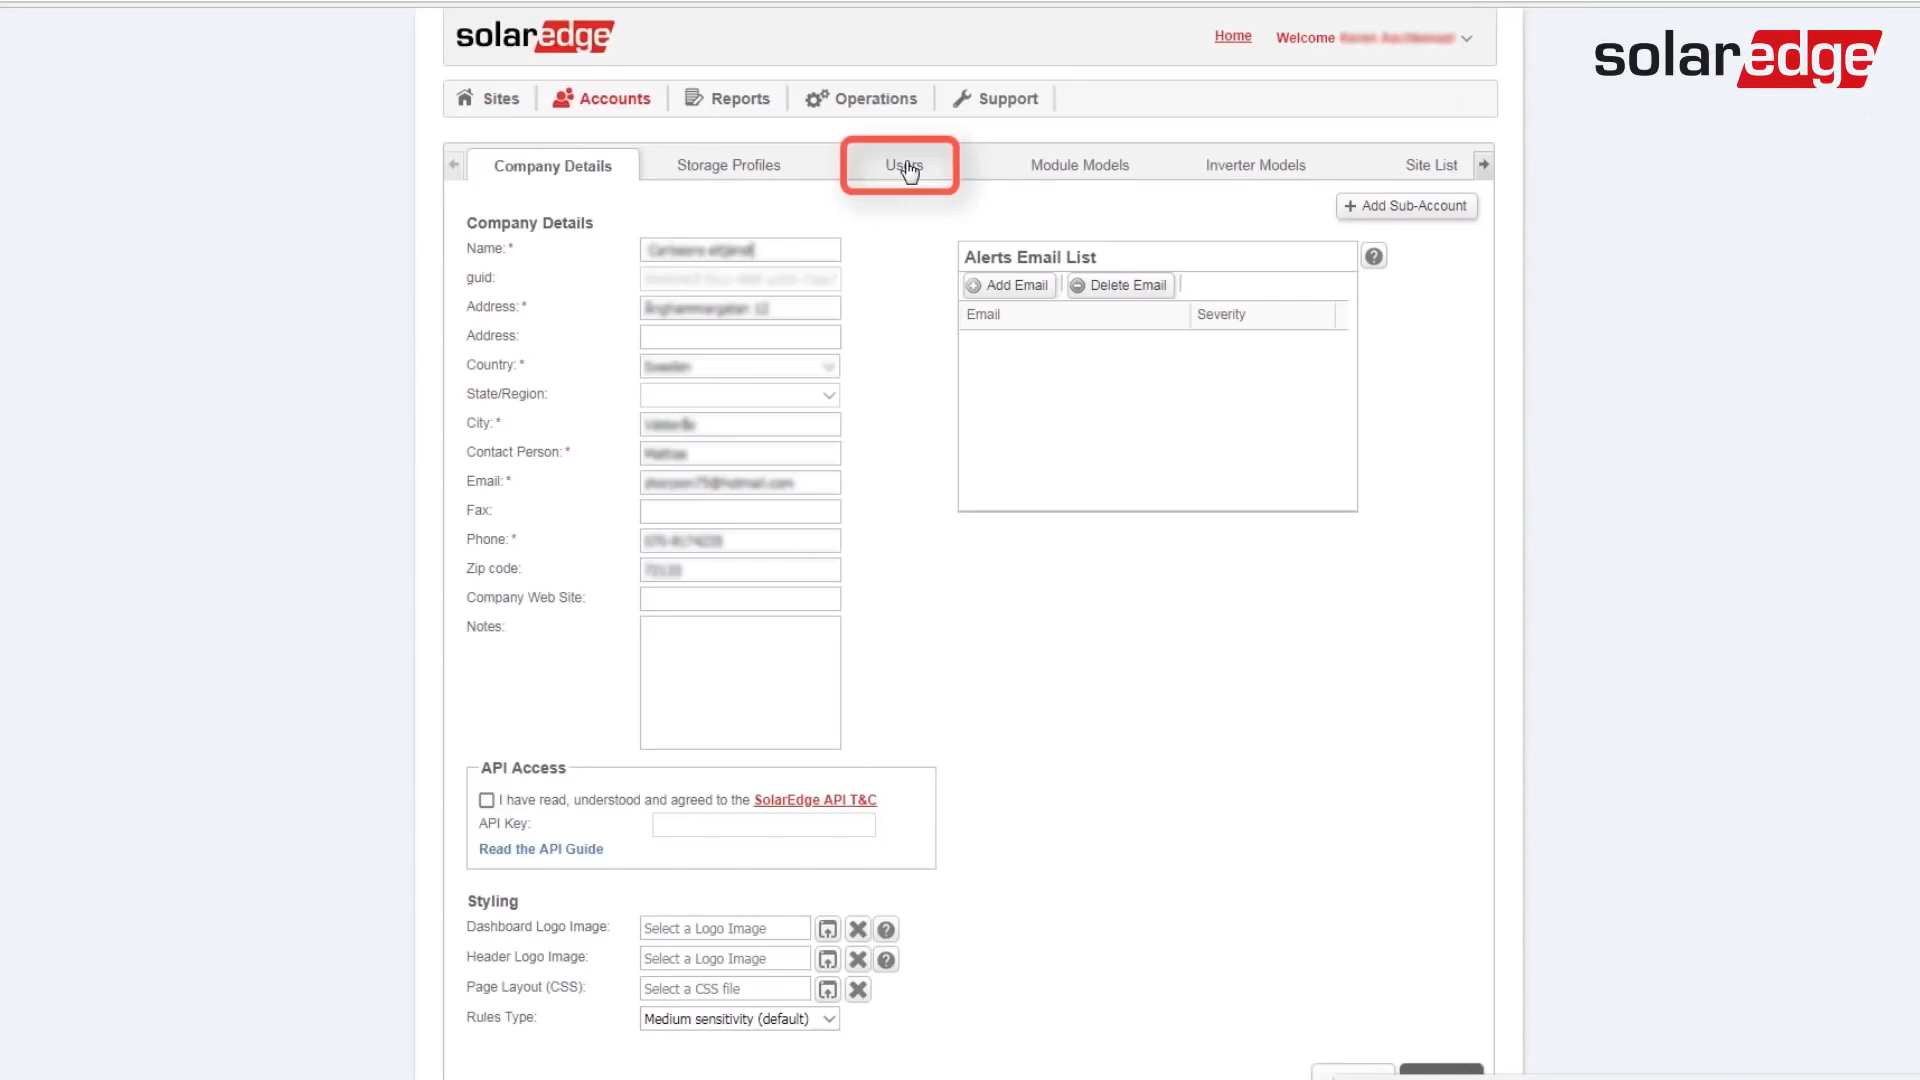 solaredge
Home Welcome
solaredge
Sites Accounts Reports Operations Support
Company Details Storage Profiles Users Module Models Inverter Models Site List
Add Sub-Account
Company Details
Name:*
guid:
Address:*
Address:
Country:*
State/Region:
City:*
Contact Person:*
Email:*
Fax:
Phone:*
Zip code:
Company Web Site:
Notes:
Alerts Email List
Add Email Delete Email
Email Severity
API Access
I have read, understood and agreed to the SolarEdge API T&C
API Key:
Read the API Guide
Styling
Dashboard Logo Image: Select a Logo Image
Header Logo Image: Select a Logo Image
Page Layout (CSS): Select a CSS file
Rules Type: Medium sensitivity (default)